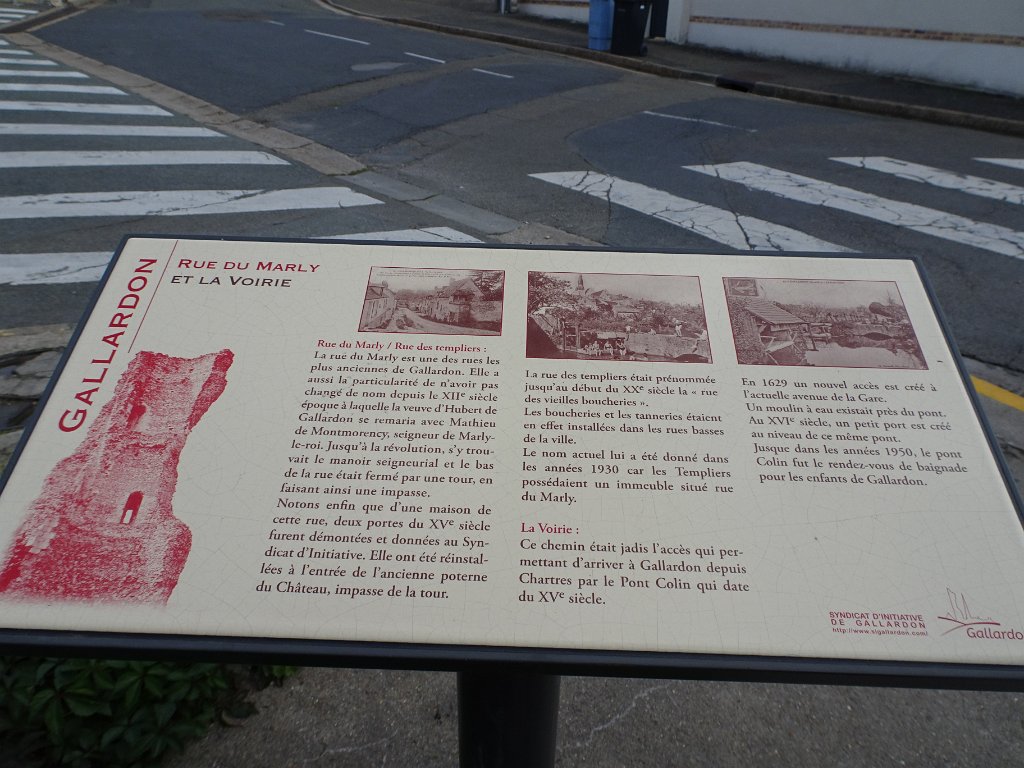 GALLARDON
RUE DU MARLY
ET LA VOIRIE
Rue du Marly / Rue des templiers :
La rue du Marly est une des rues les
plus anciennes de Gallardon. Elle a
aussi la particularité de n'avoir pas
changé de nom depuis le XIIe siècle
époque à laquelle la veuve d'Hubert de
Gallardon se remaria avec Mathieu
de Montmorency, seigneur de Marly-
le-roi. Jusqu'à la révolution, s'y trou-
vait le manoir seigneurial et le bas
de la rue était fermé par une tour, en
faisant ainsi une impasse.
Notons enfin que d'une maison de
cette rue, deux portes du XVe siècle
furent démontées et données au Syn-
dicat d'Initiative. Elle ont été réinstal-
lées à l'entrée de l'ancienne poterne
du Château, impasse de la tour.
La rue des templiers était prénommée
jusqu'au début du XXe siècle la « rue
des vieilles boucheries ».
Les boucheries et les tanneries étaient
en effet installées dans les rues basses
de la ville.
Le nom actuel lui a été donné dans
les années 1930 car les Templiers
possédaient un immeuble situé rue
du Marly.
La Voirie :
Ce chemin était jadis l'accès qui per-
mettant d'arriver à Gallardon depuis
Chartres par le Pont Colin qui date
du XVe siècle.
En 1629 un nouvel accès est créé à
l'actuelle avenue de la Gare.
Un moulin à eau existait près du pont.
Au XVIe siècle, un petit port est créé
au niveau de ce même pont.
Jusque dans les années 1950, le pont
Colin fut le rendez-vous de baignade
pour les enfants de Gallardon.
SYNDICAT D'INITIATIVE
DE GALLARDON
http://www.sigallardon.com
Gallardo